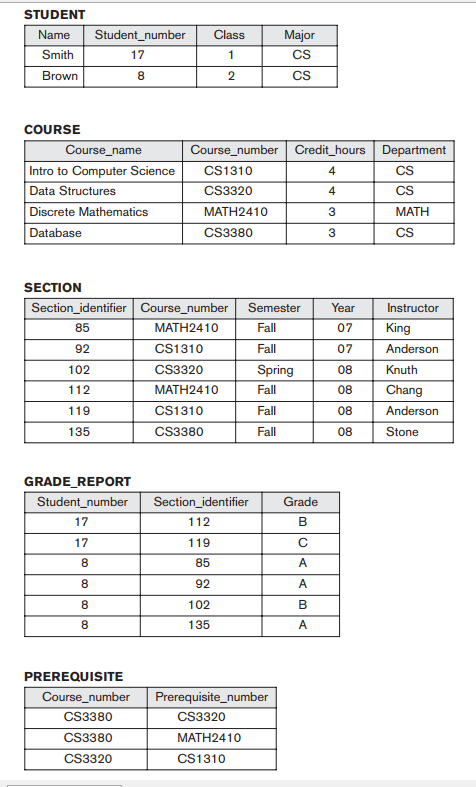 STUDENT
Name Student_number Class Major
Smith 17 1 CS
Brown 8 2 CS
COURSE
Course_name Course_number Credit_hours Department
Intro to Computer Science CS1310 4 CS
Data Structures CS3320 4 CS
Discrete Mathematics MATH2410 3 MATH
Database CS3380 3 CS
SECTION
Section_identifier Course_number Semester Year Instructor
85 MATH2410 Fall 07 King
92 CS1310 Fall 07 Anderson
102 CS3320 Spring 08 Knuth
112 MATH2410 Fall 08 Chang
119 CS1310 Fall 08 Anderson
135 CS3380 Fall 08 Stone
GRADE_REPORT
Student_number Section_identifier Grade
17 112 B
17 119 C
8 85 A
8 92 A
8 102 B
8 135 A
PREREQUISITE
Course_number Prerequisite_number
CS3380 CS3320
CS3380 MATH2410
CS3320 CS1310